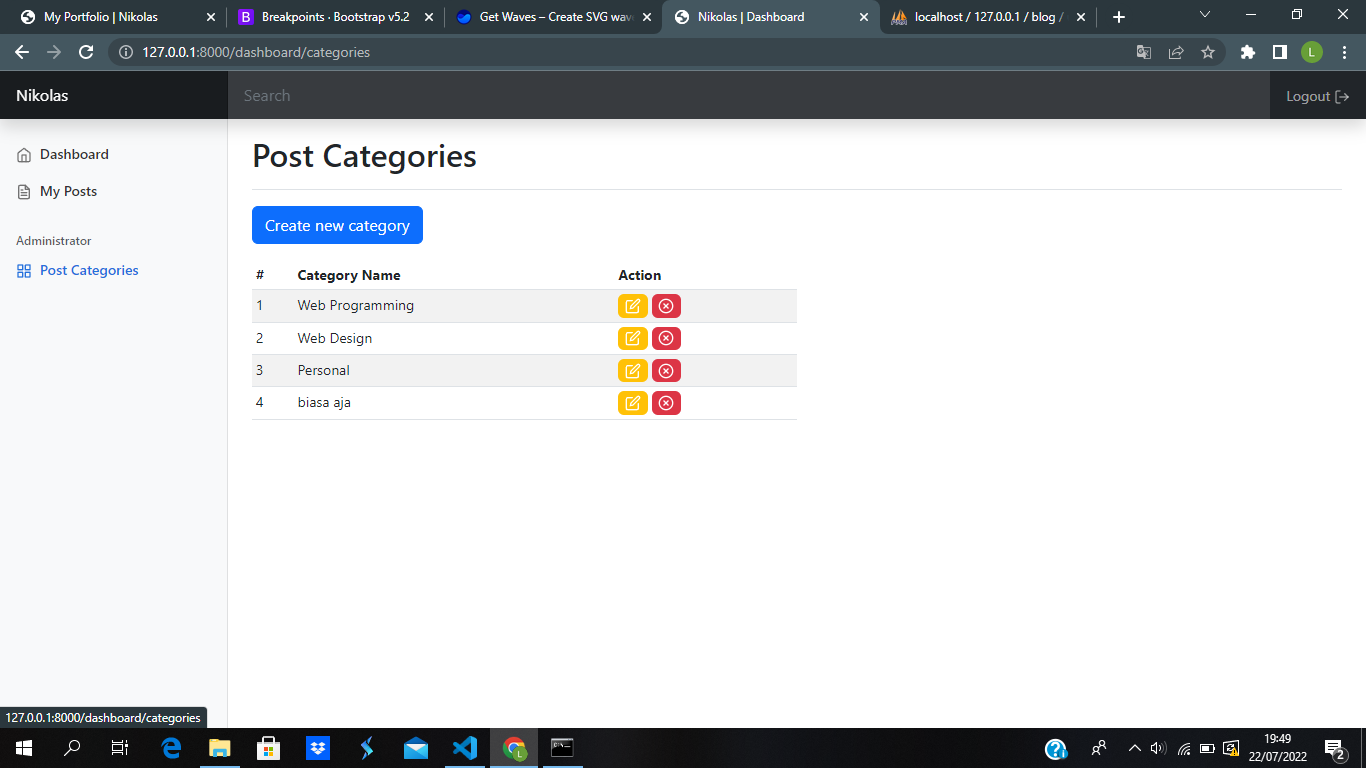 My Portfolio | Nikolas
Breakpoints · Bootstrap v5.2
Get Waves – Create SVG wav
Nikolas | Dashboard
localhost / 127.0.0.1 / blog /
127.0.0.1:8000/dashboard/categories
L
Nikolas
Search
Logout
Dashboard
My Posts
Administrator
Post Categories
Post Categories
Create new category
# Category Name Action
1 Web Programming
2 Web Design
3 Personal
4 biasa aja
127.0.0.1:8000/dashboard/categories
19:49
22/07/2022
2